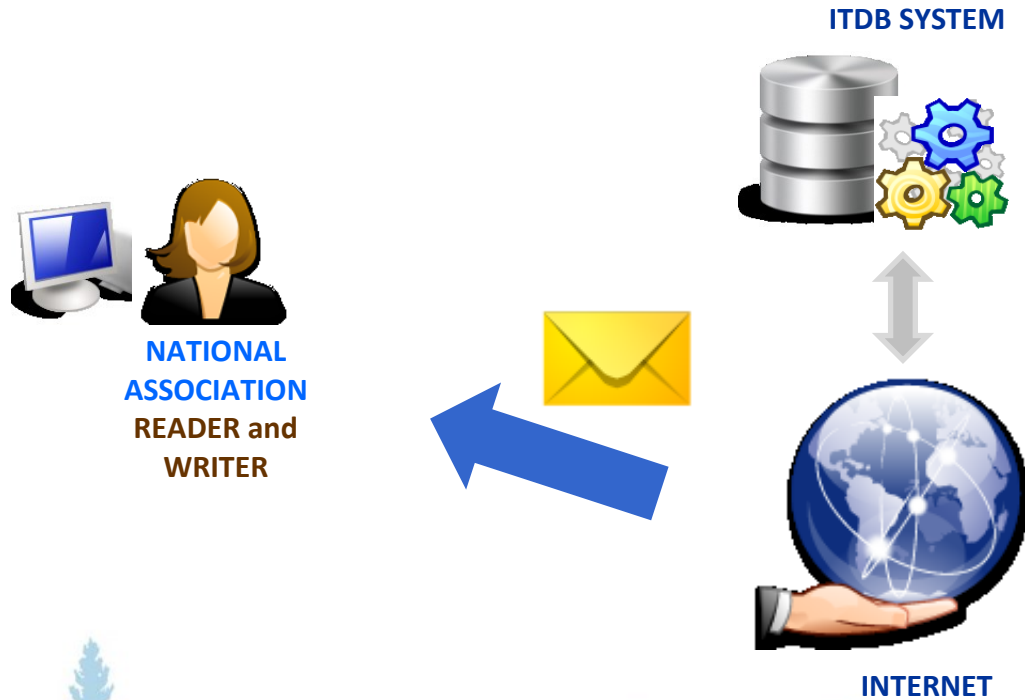 ITDB SYSTEM
NATIONAL
ASSOCIATION
READER and
WRITER
INTERNET